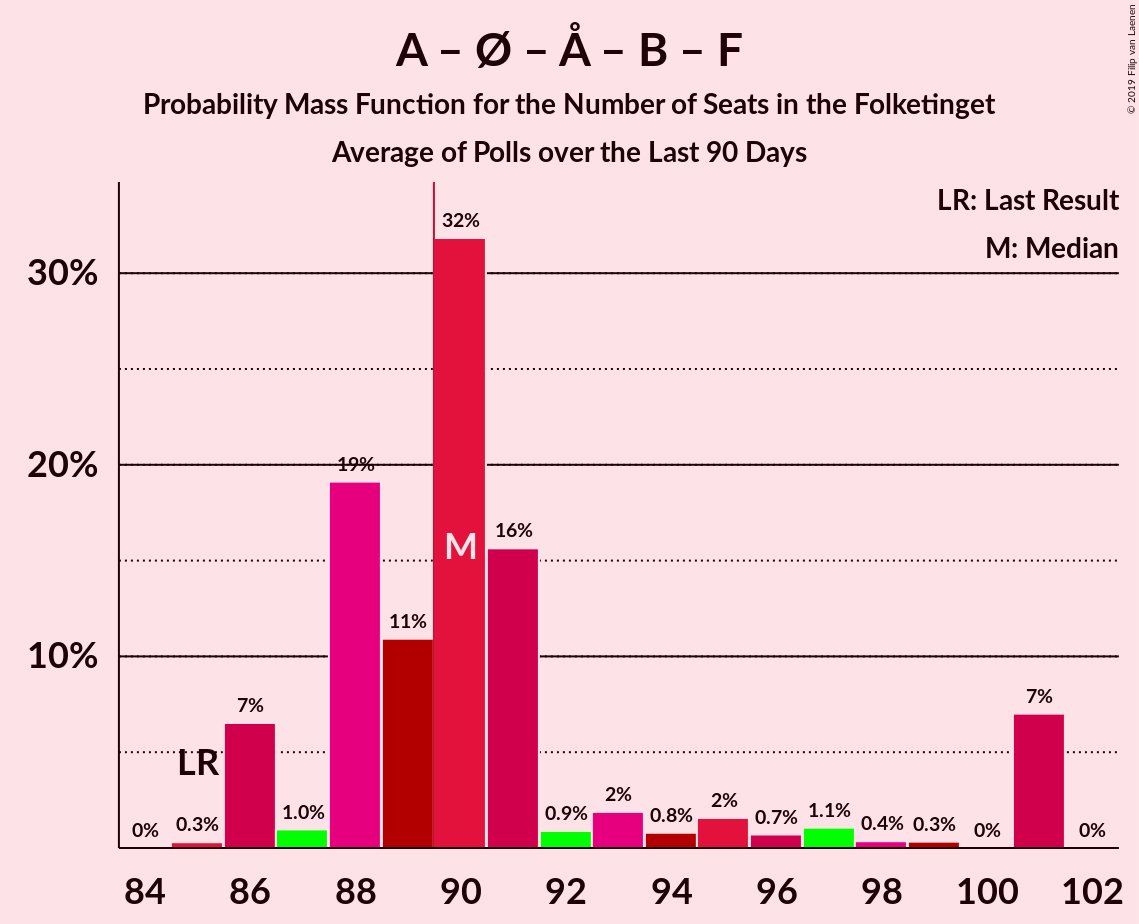 A – Ø – Å – B – F
Probability Mass Function for the Number of Seats in the Folketinget
Average of Polls over the Last 90 Days
© 2019 Filip van Laenen
LR: Last Result
M: Median
30%
20%
10%
32%
19%
M
16%
11%
7%
7%
LR
0%
0.3%
1.0%
0.9%
2%
0.8%
2%
0.7%
1.1%
0.4%
0.3%
0%
0%
84 86 88 90 92 94 96 98 100 102